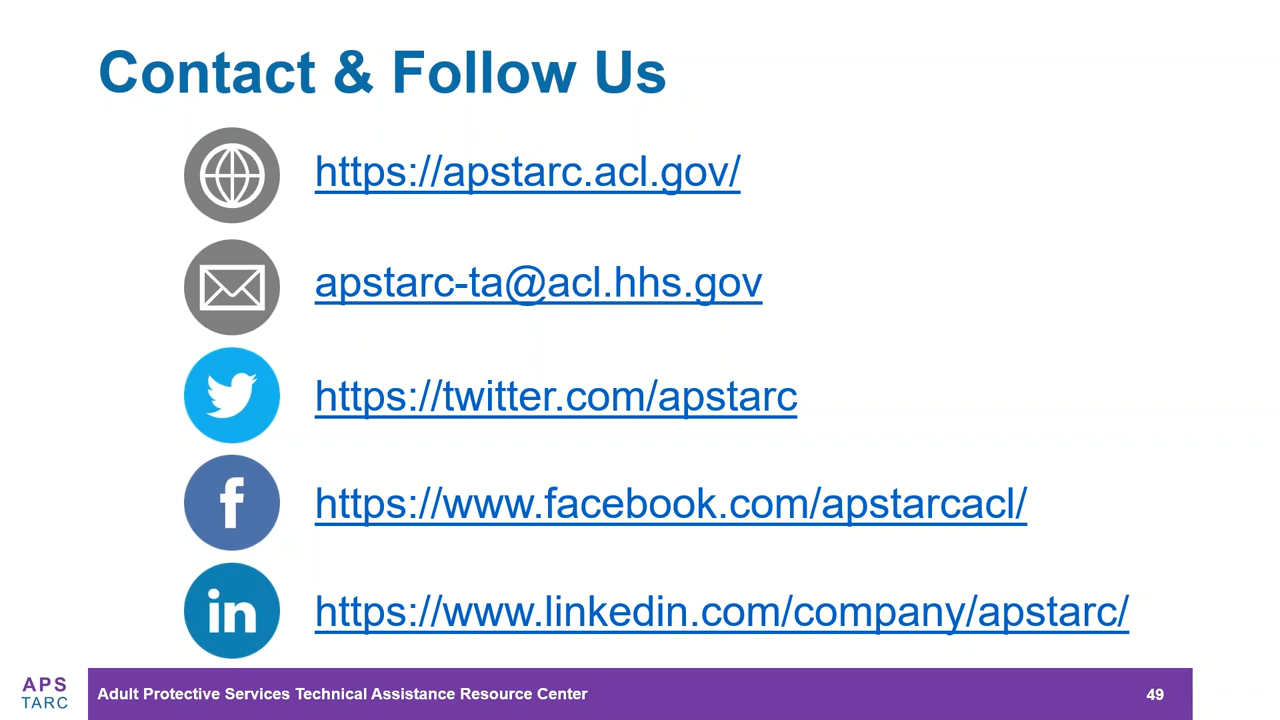 Contact & Follow Us
https://apstarc.acl.gov/
apstarc-ta@acl.hhs.gov
https://twitter.com/apstarc
https://www.facebook.com/apstarcacl/
in
https://www.linkedin.com/company/apstarc/
APS
TARC
Adult Protective Services Technical Assistance Resource Center
49